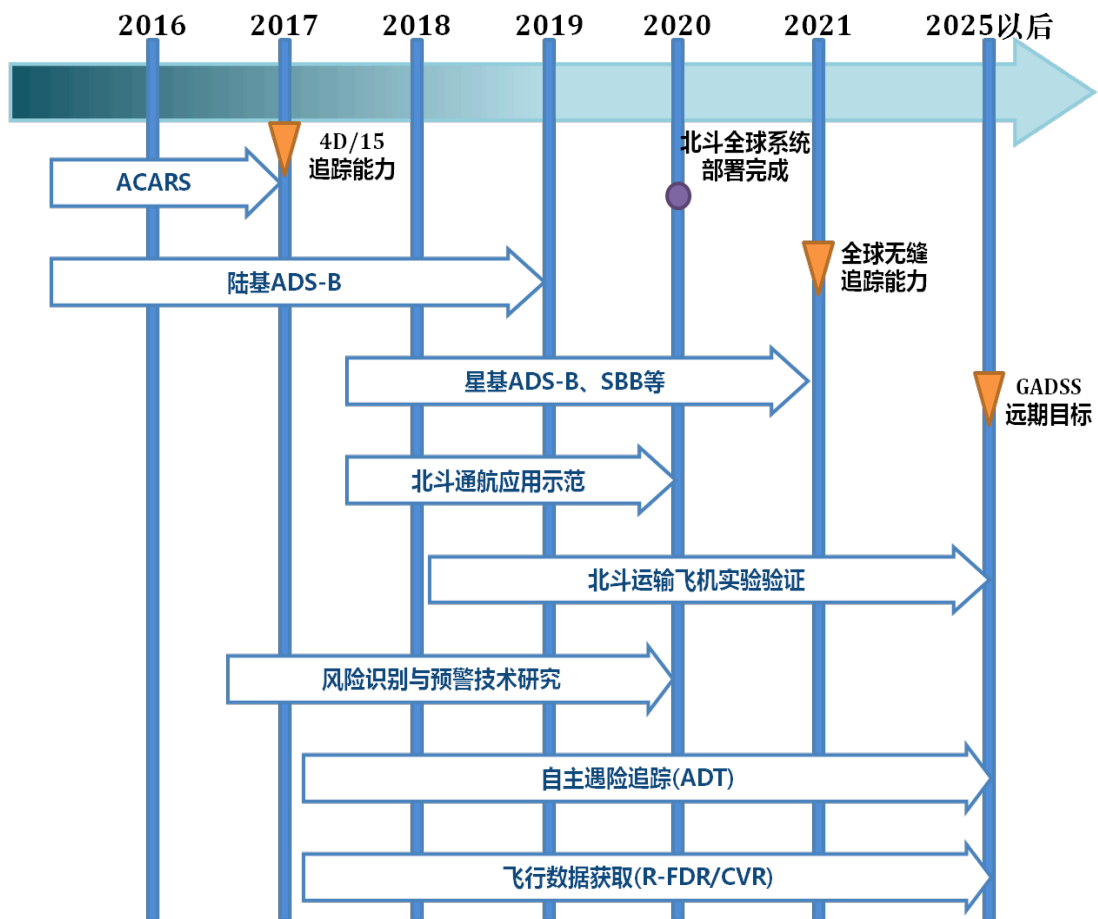 2016 2017 2018 2019 2020 2021 2025以后
4D/15
追踪能力
北斗全球系统
部署完成
ACARS
全球无缝
追踪能力
陆基ADS-B
星基ADS-B、SBB等
GADSS
远期目标
北斗通航应用示范
北斗运输飞机实验验证
风险识别与预警技术研究
自主遇险追踪(ADT)
飞行数据获取(R-FDR/CVR)